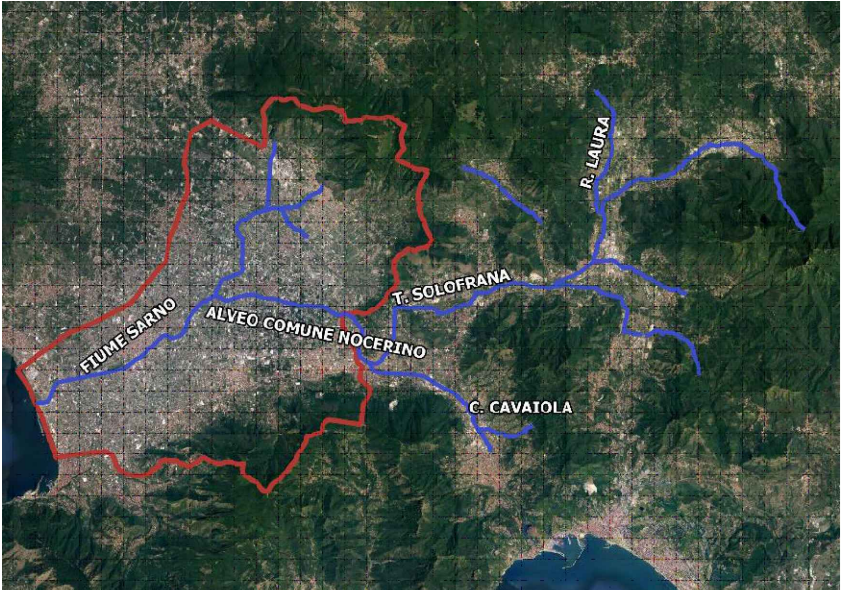 R. LAURA
T. SOLOFRANA
FIUME SARNO
ALVEO COMUNE NOCERINO
C. CAVAIOLA